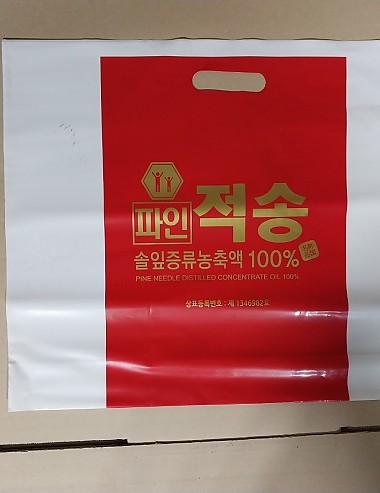 파인 적송
솔잎증류농축액 100%
PINE NEEDLE DISTILLED CONCENTRATE OIL 100%
상표등록번호 : 제 1346982호